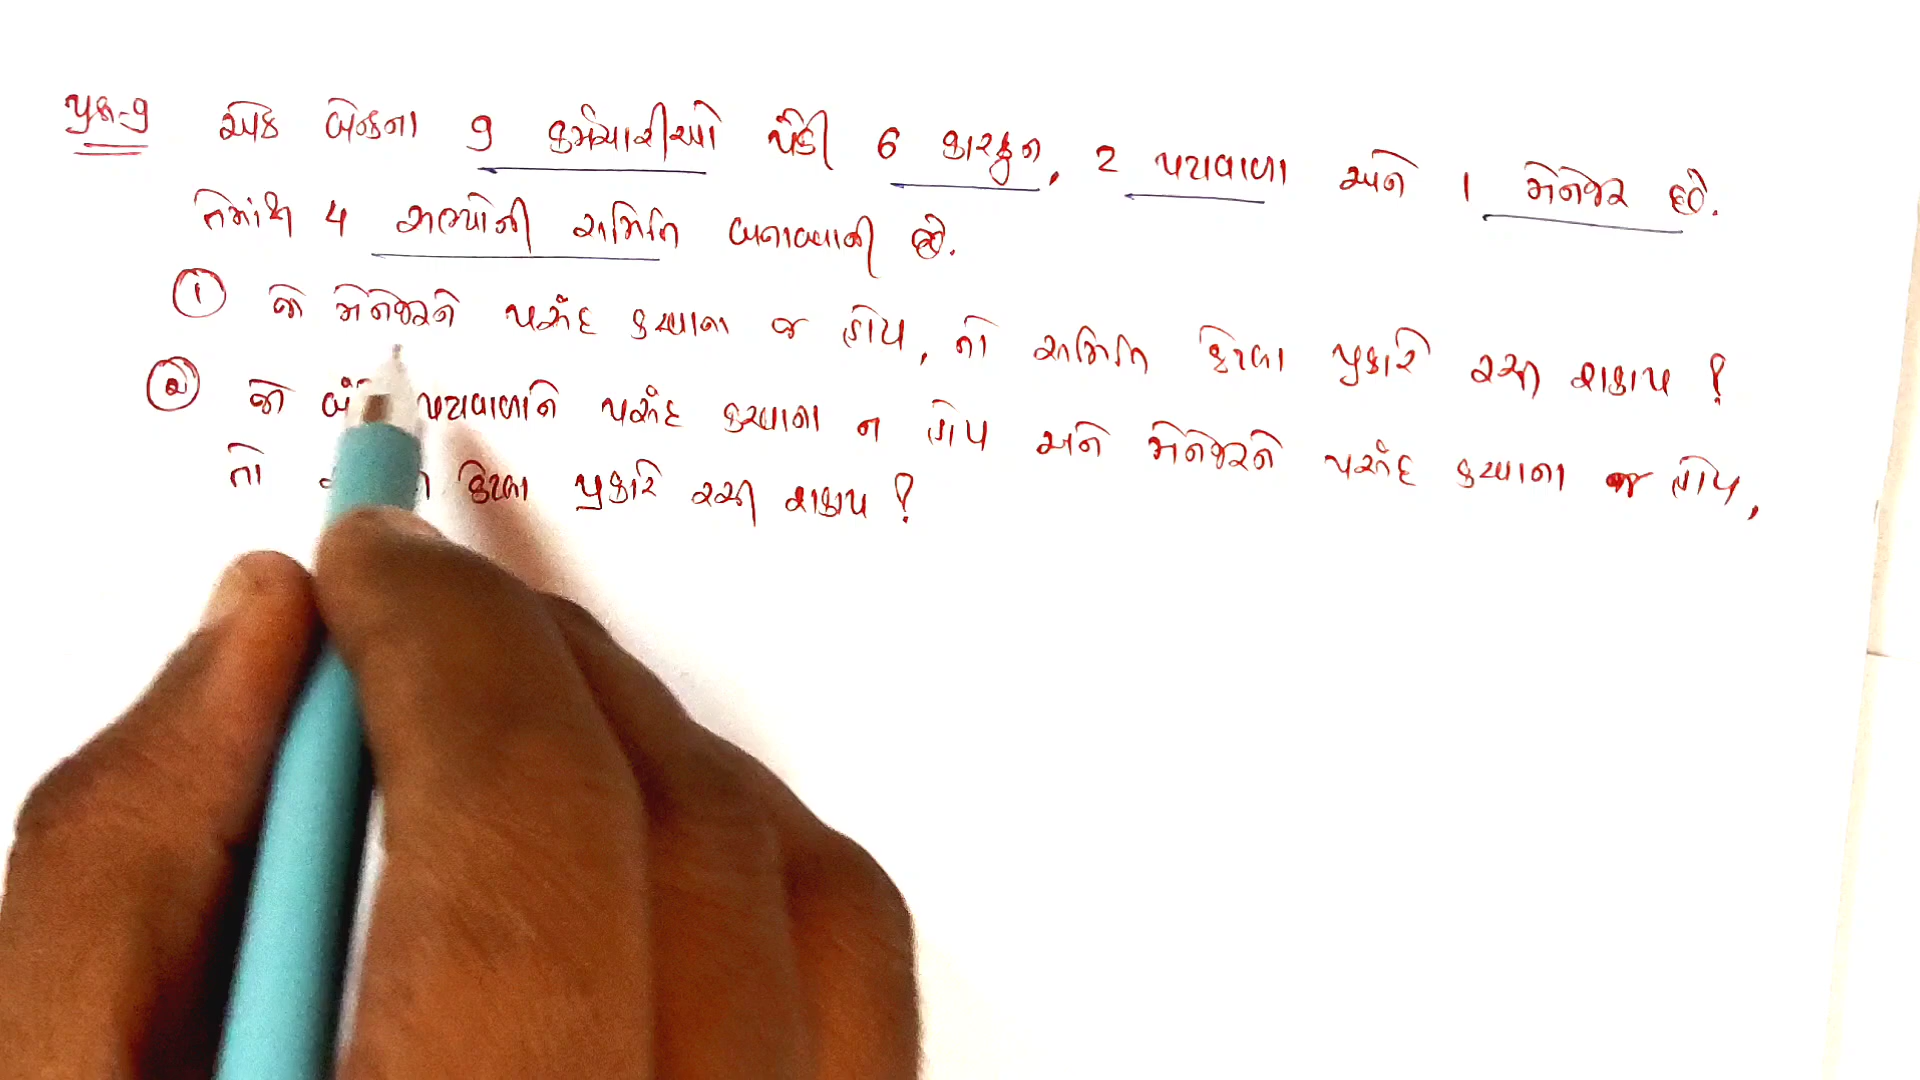 પ્રશ્ન-9 એક બેન્કના 9 કર્મચારીઓ પૈકી 6 કારકુન, 2 પટાવાળા અને 1 મેનેજર છે.
તેમાંથી 4 સભ્યોની સમિતિ બનાવવાની છે.
① જો મેનેજરને પસંદ કરવાના જ હોય, તો સમિતિ કેટલા પ્રકારે રચી શકાય ?
② જો બંને પટાવાળાને પસંદ કરવાના ન હોય અને મેનેજરને પસંદ કરવાના જ હોય,
તો કેટલા પ્રકારે રચી શકાય ?